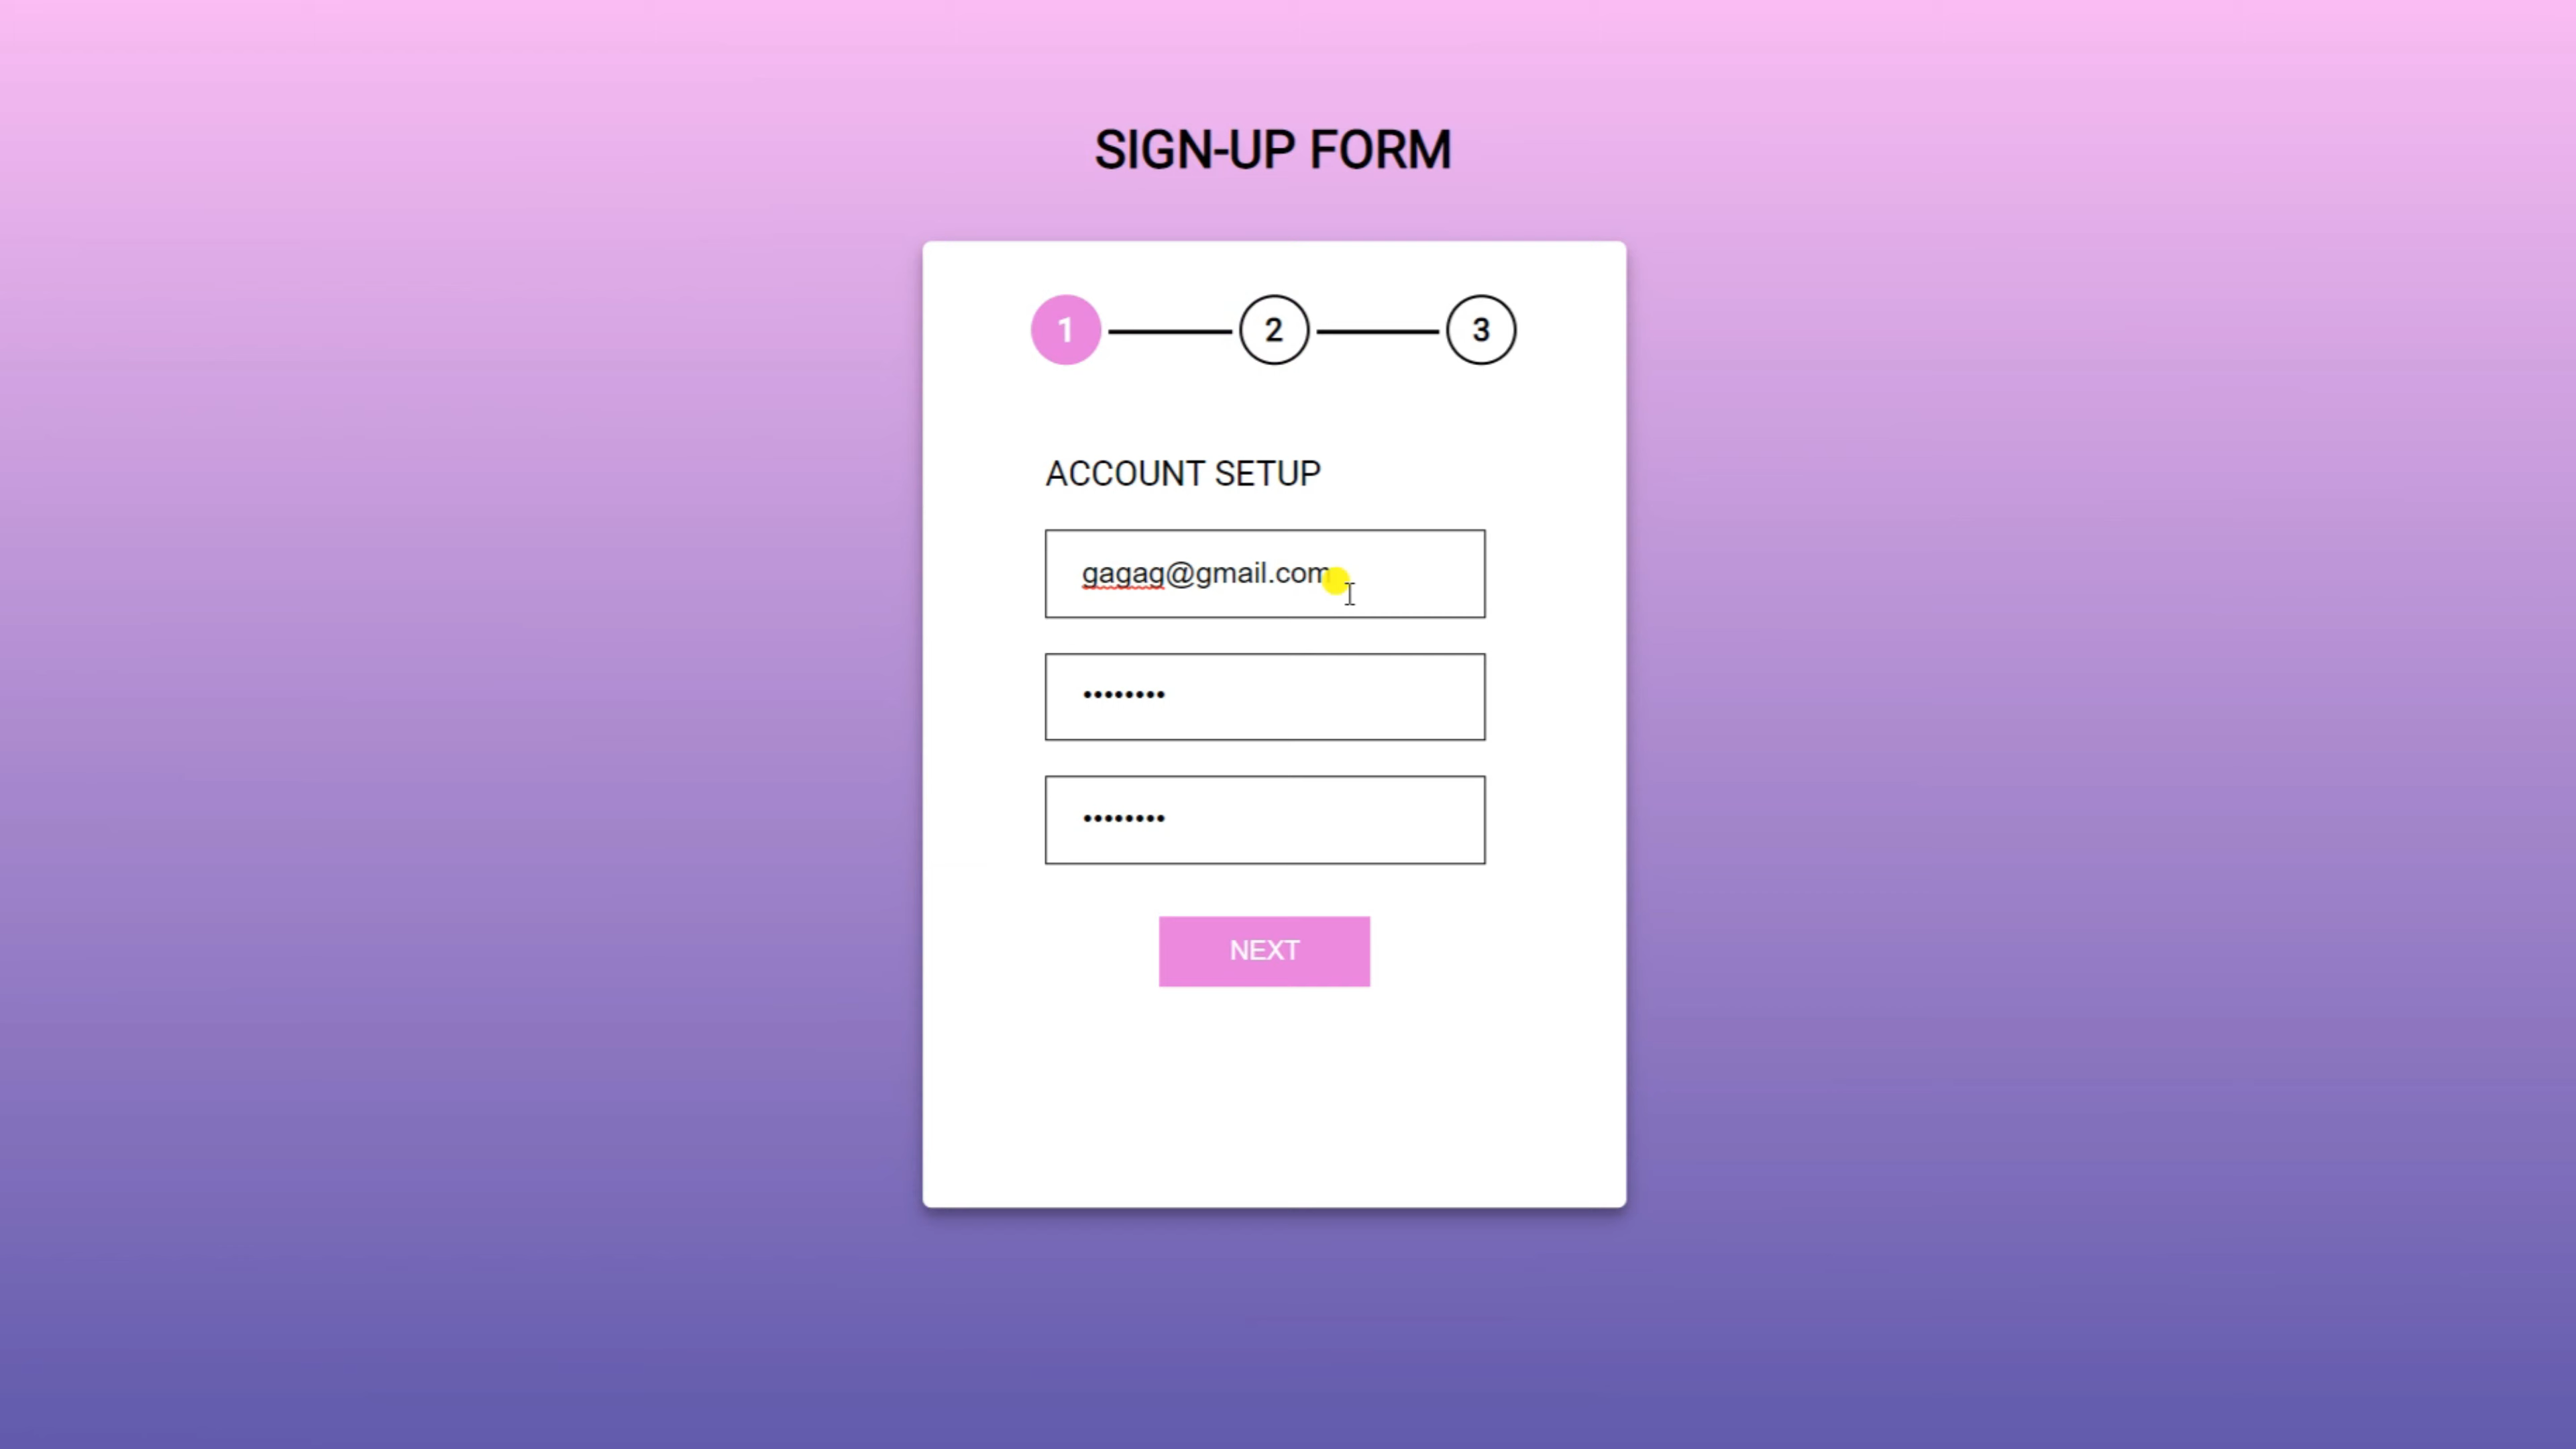 SIGN-UP FORM
1 2 3
ACCOUNT SETUP
gagag@gmail.com
••••••••
••••••••
NEXT